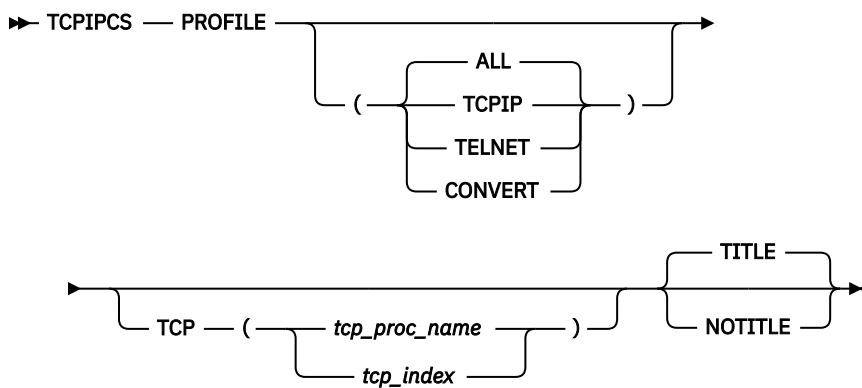 TCPIPCS PROFILE
ALL
( TCPIP )
TELNET
CONVERT
TITLE
TCP ( tcp_proc_name ) NOTITLE
tcp_index